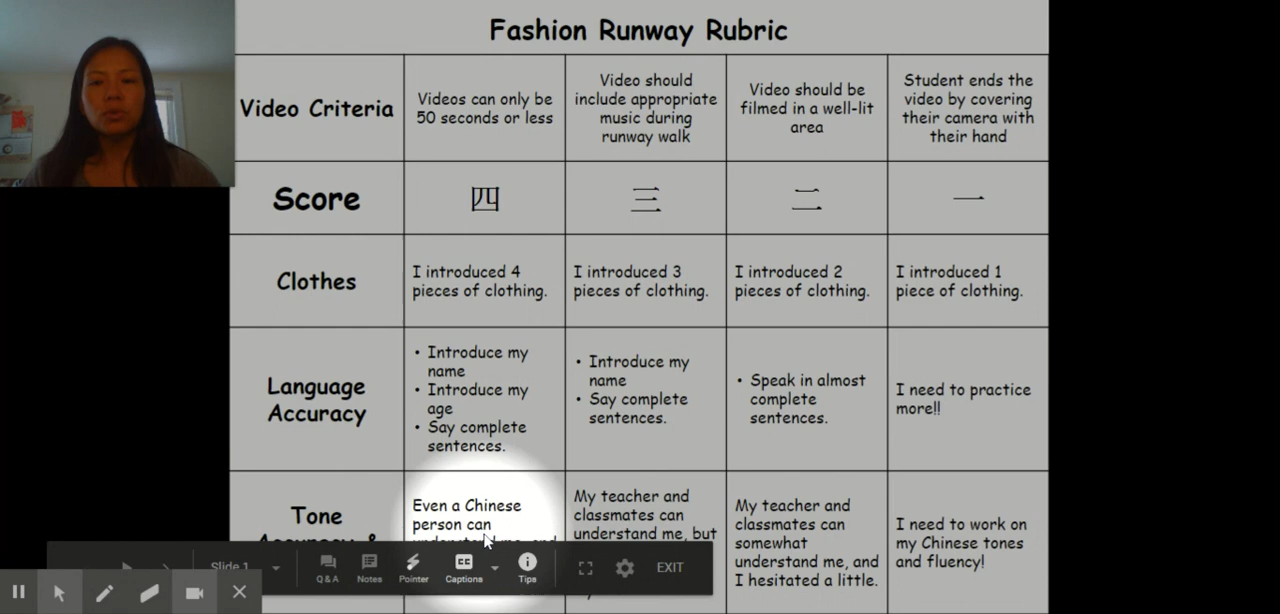 Fashion Runway Rubric
Video Criteria
Videos can only be
50 seconds or less
Video should
include appropriate
music during
runway walk
Video should be
filmed in a well-lit
area
Student ends the
video by covering
their camera with
their hand
Score
四
三
二
一
Clothes
I introduced 4
pieces of clothing.
I introduced 3
pieces of clothing.
I introduced 2
pieces of clothing.
I introduced 1
piece of clothing.
Language
Accuracy
• Introduce my
name
• Introduce my
age
• Say complete
sentences.
• Introduce my
name
• Say complete
sentences.
• Speak in almost
complete
sentences.
I need to practice
more!!
Tone
Accuracy &
Even a Chinese
person can
understand me, and
My teacher and
classmates can
understand me, but
My teacher and
classmates can
somewhat
understand me, and
I hesitated a little.
I need to work on
my Chinese tones
and fluency!
Slide 1
Q&A
Notes
Pointer
Captions
Tips
EXIT